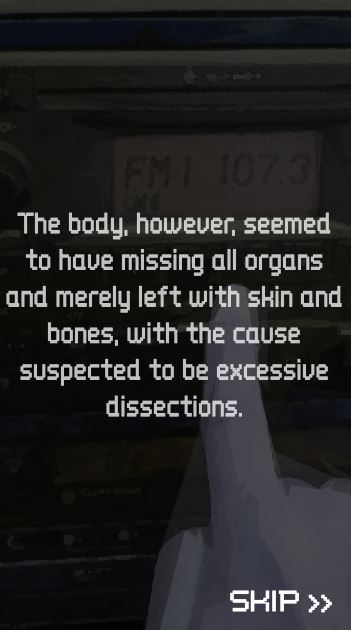 FM1 107.3
The body, however, seemed
to have missing all organs
and merely left with skin and
bones, with the cause
suspected to be excessive
dissections.
SKIP >>